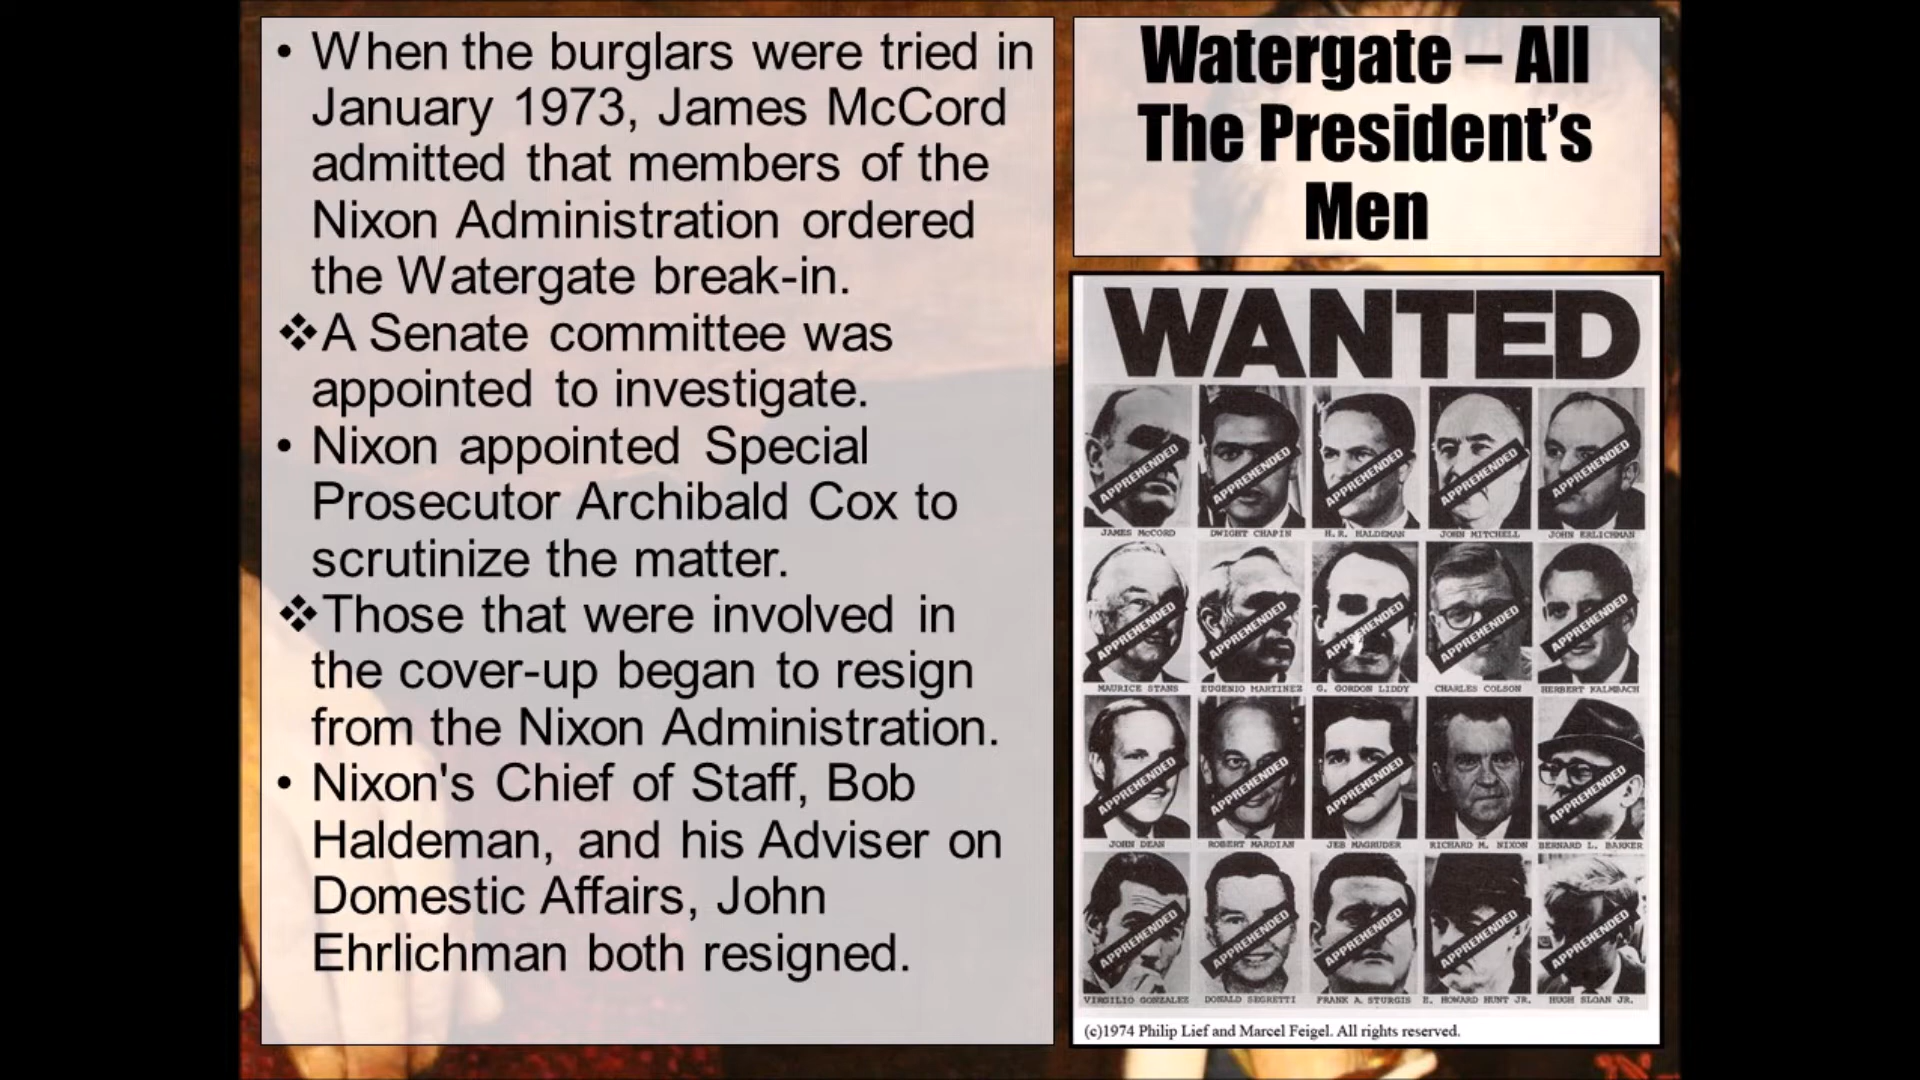 • When the burglars were tried in
January 1973, James McCord
admitted that members of the
Nixon Administration ordered
the Watergate break-in.
❖A Senate committee was
appointed to investigate.
• Nixon appointed Special
Prosecutor Archibald Cox to
scrutinize the matter.
❖Those that were involved in
the cover-up began to resign
from the Nixon Administration.
• Nixon's Chief of Staff, Bob
Haldeman, and his Adviser on
Domestic Affairs, John
Ehrlichman both resigned.
Watergate – All
The President’s
Men
WANTED
APPREHENDED APPREHENDED APPREHENDED APPREHENDED APPREHENDED
JAMES McCORD DWIGHT CHAPIN H.R. HALDEMAN JOHN MITCHELL JOHN ERLICHMAN
APPREHENDED APPREHENDED APPREHENDED APPREHENDED APPREHENDED
MAURICE STANS EUGENIO MARTINEZ G. GORDON LIDDY CHARLES COLSON HERBERT KALMBACH
APPREHENDED APPREHENDED APPREHENDED APPREHENDED
JOHN DEAN ROBERT MARDIAN JEB MAGRUDER RICHARD M. NIXON BERNARD L. BARKER
APPREHENDED APPREHENDED APPREHENDED APPREHENDED APPREHENDED
VIRGILIO GONZALEZ DONALD SEGRETTI FRANK A. STURGIS E. HOWARD HUNT JR. HUGH SLOAN JR.
(c)1974 Philip Lief and Marcel Feigel. All rights reserved.